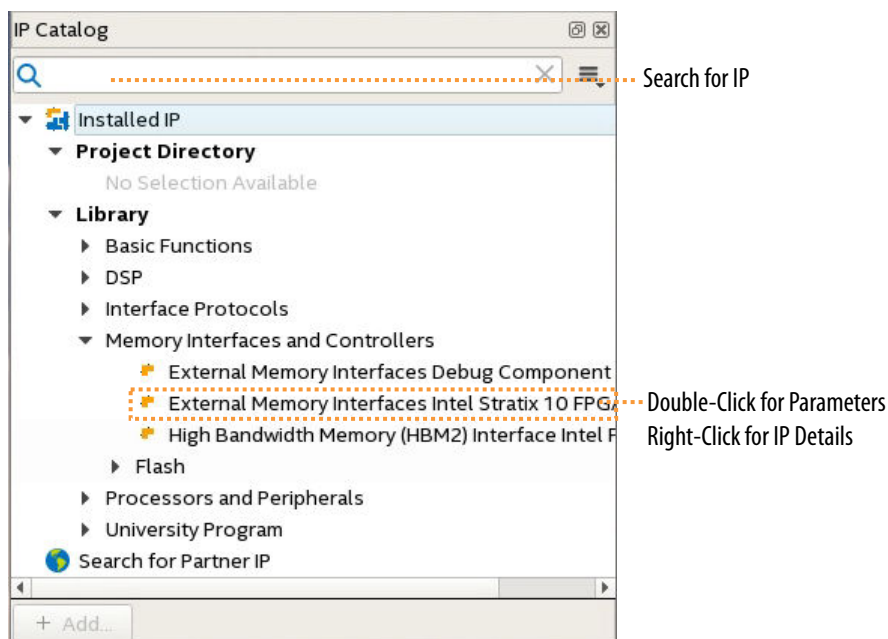 IP Catalog
Search for IP
Installed IP
Project Directory
No Selection Available
Library
Basic Functions
DSP
Interface Protocols
Memory Interfaces and Controllers
External Memory Interfaces Debug Component
External Memory Interfaces Intel Stratix 10 FPGA
Double-Click for Parameters
High Bandwidth Memory (HBM2) Interface Intel F
Right-Click for IP Details
Flash
Processors and Peripherals
University Program
Search for Partner IP
+ Add...